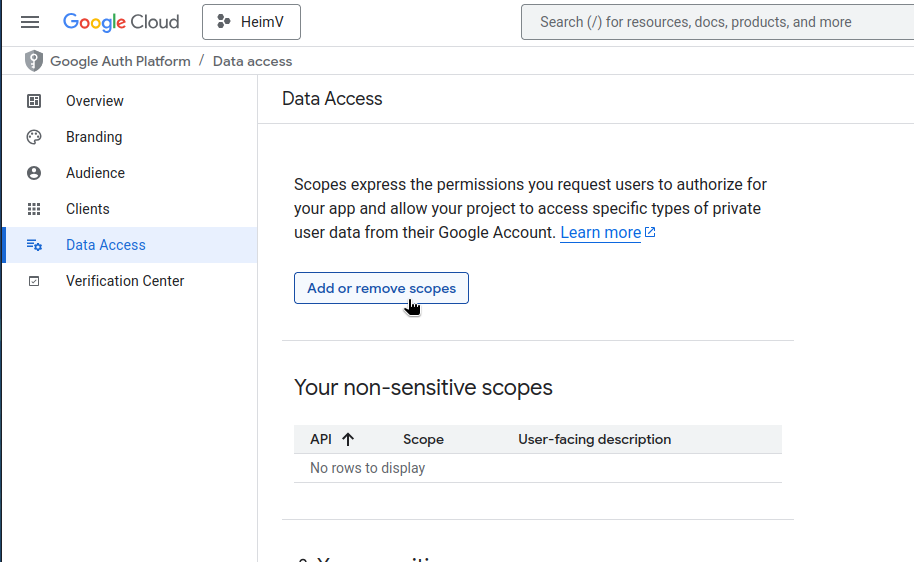 Google Cloud
HeimV
Search (/) for resources, docs, products, and more
Google Auth Platform / Data access
Overview
Branding
Audience
Clients
Data Access
Verification Center
Data Access
Scopes express the permissions you request users to authorize for
your app and allow your project to access specific types of private
user data from their Google Account. Learn more
Add or remove scopes
Your non-sensitive scopes
API Scope User-facing description
No rows to display